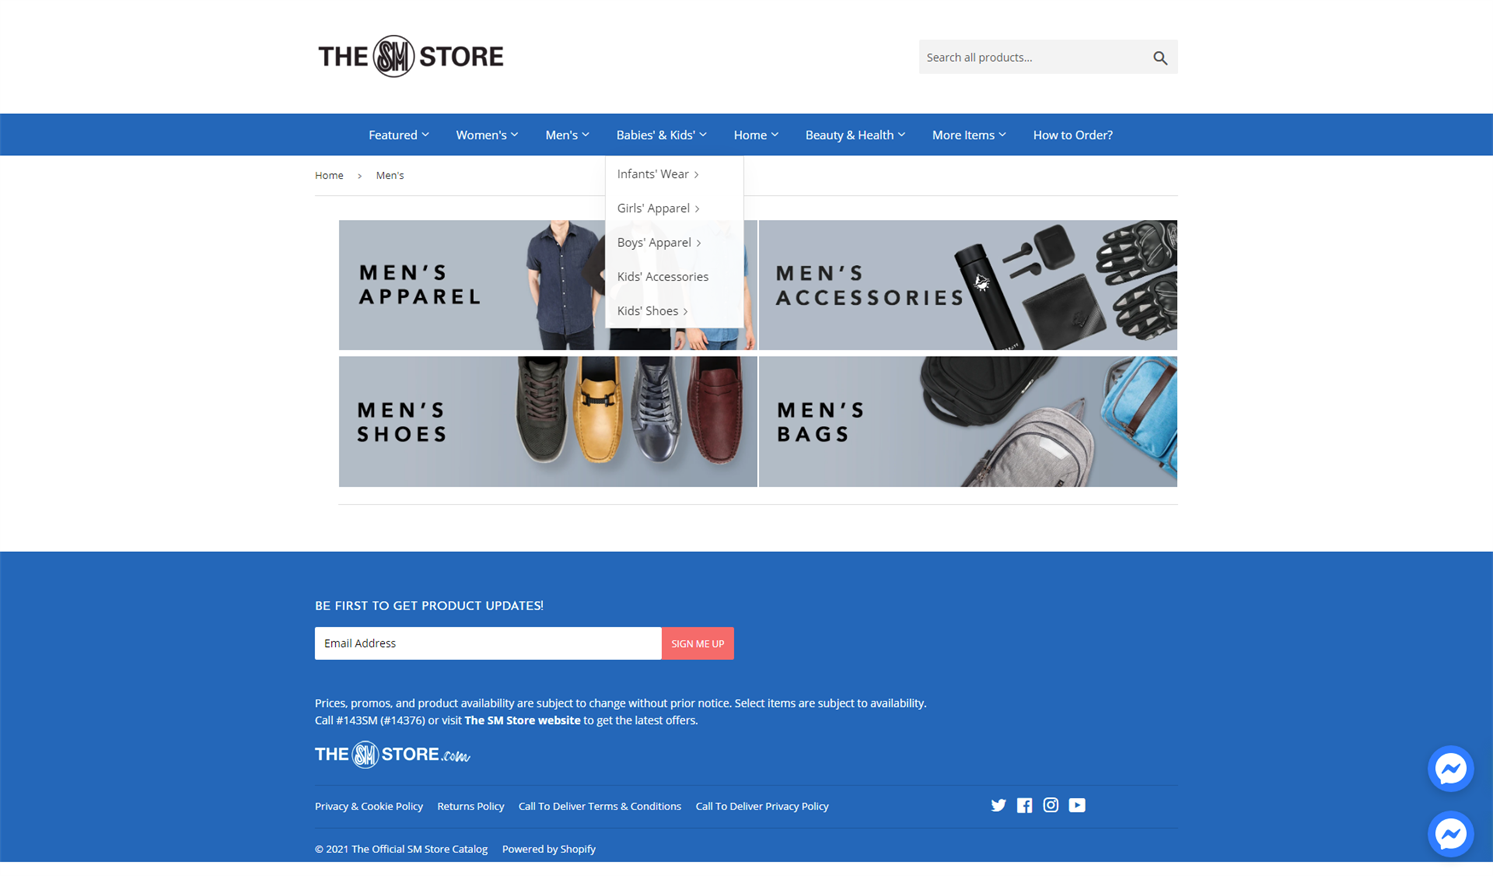 THE SM STORE
Search all products...
Featured Women's Men's Babies' & Kids' Home Beauty & Health More Items How to Order?
Home › Men's
Infants' Wear
Girls' Apparel
Boys' Apparel
Kids' Accessories
Kids' Shoes
MEN'S
APPAREL
MEN'S
ACCESSORIES
MEN'S
SHOES
MEN'S
BAGS
BE FIRST TO GET PRODUCT UPDATES!
Email Address SIGN ME UP
Prices, promos, and product availability are subject to change without prior notice. Select items are subject to availability.
Call #143SM (#14376) or visit The SM Store website to get the latest offers.
THE SM STORE.com
Privacy & Cookie Policy Returns Policy Call To Deliver Terms & Conditions Call To Deliver Privacy Policy
© 2021 The Official SM Store Catalog Powered by Shopify